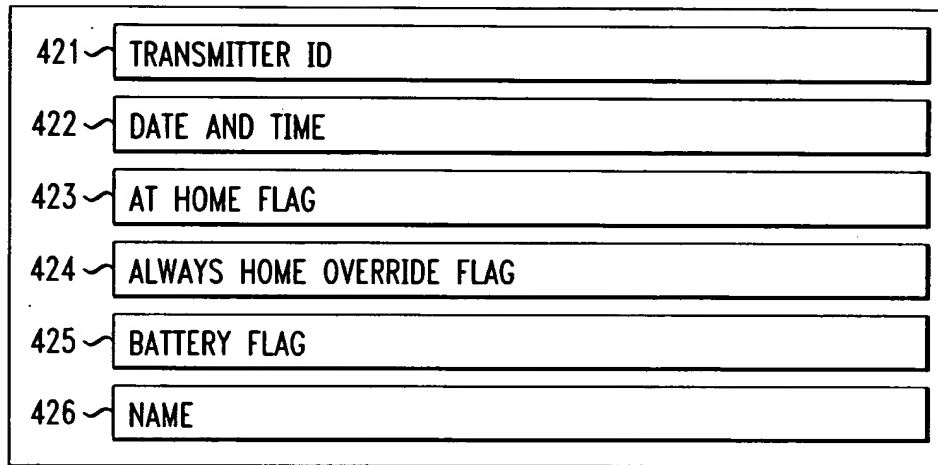 421 TRANSMITTER ID
422 DATE AND TIME
423 AT HOME FLAG
424 ALWAYS HOME OVERRIDE FLAG
425 BATTERY FLAG
426 NAME